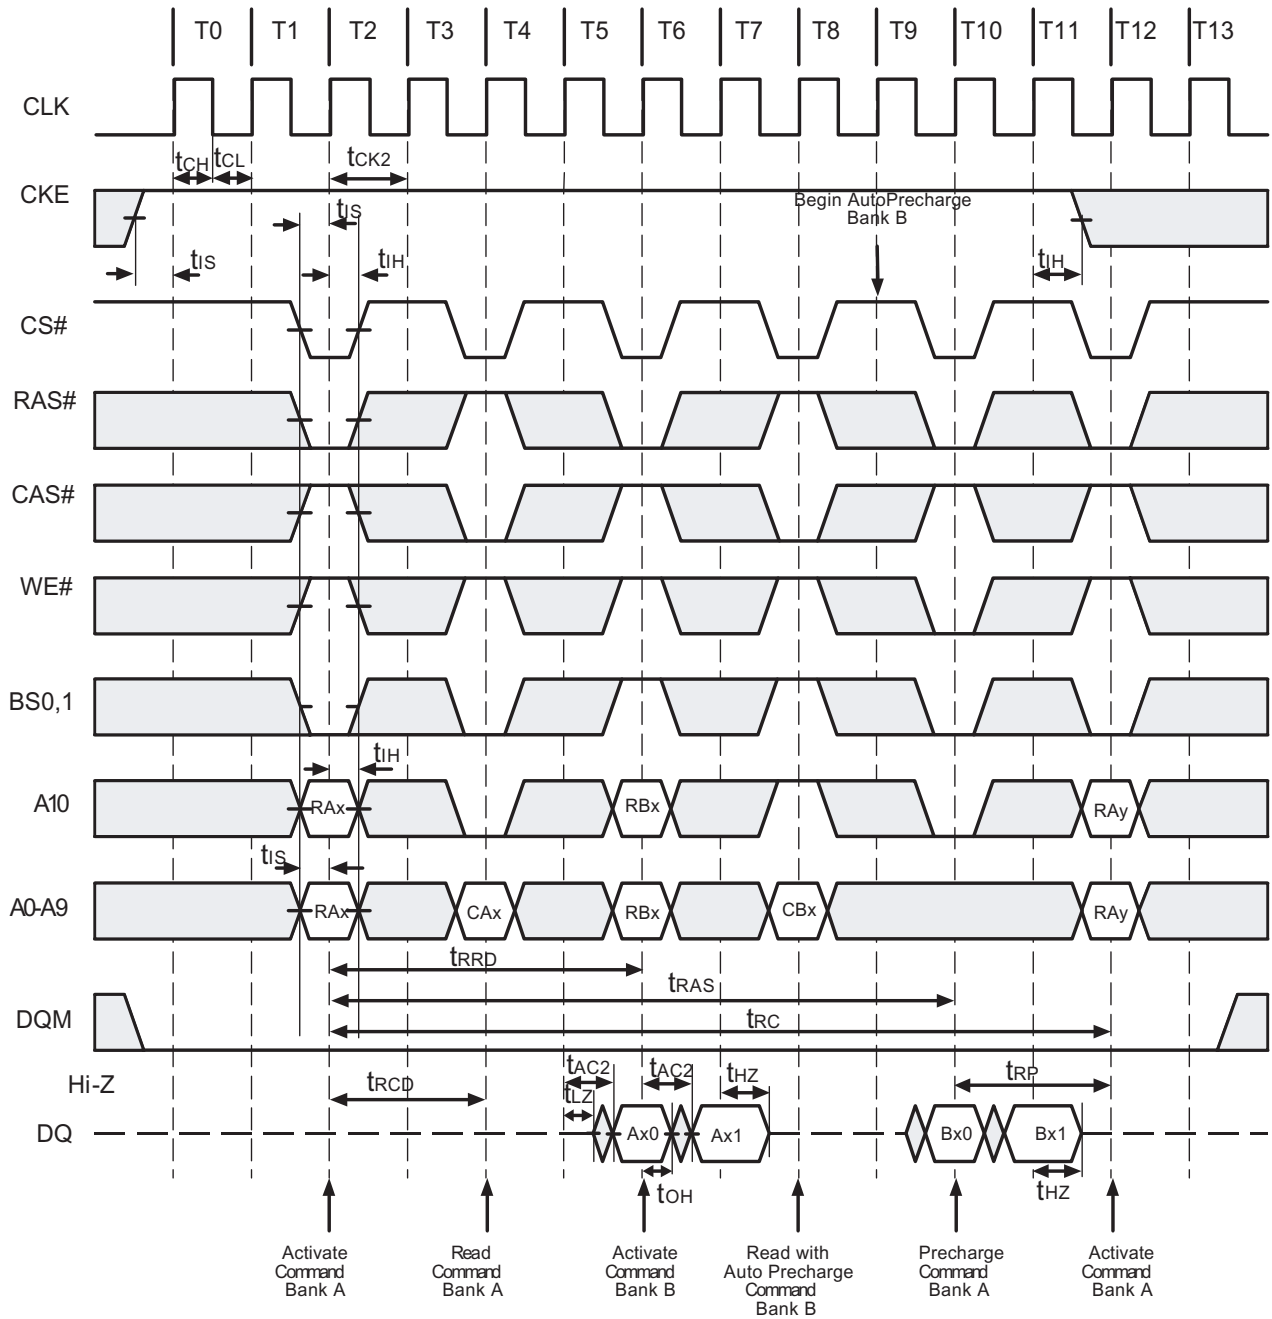 T0 T1 T2 T3 T4 T5 T6 T7 T8 T9 T10 T11 T12 T13
CLK
tCH tCL tCK2
CKE
Begin AutoPrecharge
Bank B
tIS
tIS tIH tIH
CS#
RAS#
CAS#
WE#
BS0,1
tIH
A10 RAx RBx RAy
tIS
A0-A9 RAx CAx RBx CBx RAy
tRRD
tRAS
DQM tRC
Hi-Z tRCD tAC2 tAC2 tHZ tRP
tLZ
DQ Ax0 Ax1 Bx0 Bx1
tOH tHZ
Activate
Command
Bank A
Read
Command
Bank A
Activate
Command
Bank B
Read with
Auto Precharge
Command
Bank B
Precharge
Command
Bank A
Activate
Command
Bank A